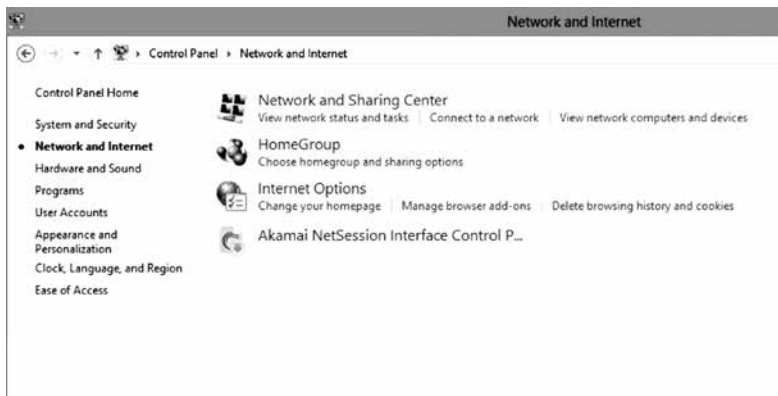 Network and Internet
Control Panel Network and Internet
Control Panel Home
System and Security
Network and Internet
Hardware and Sound
Programs
User Accounts
Appearance and
Personalization
Clock, Language, and Region
Ease of Access
Network and Sharing Center
View network status and tasks Connect to a network View network computers and devices
HomeGroup
Choose homegroup and sharing options
Internet Options
Change your homepage Manage browser add-ons Delete browsing history and cookies
Akamai NetSession Interface Control P...